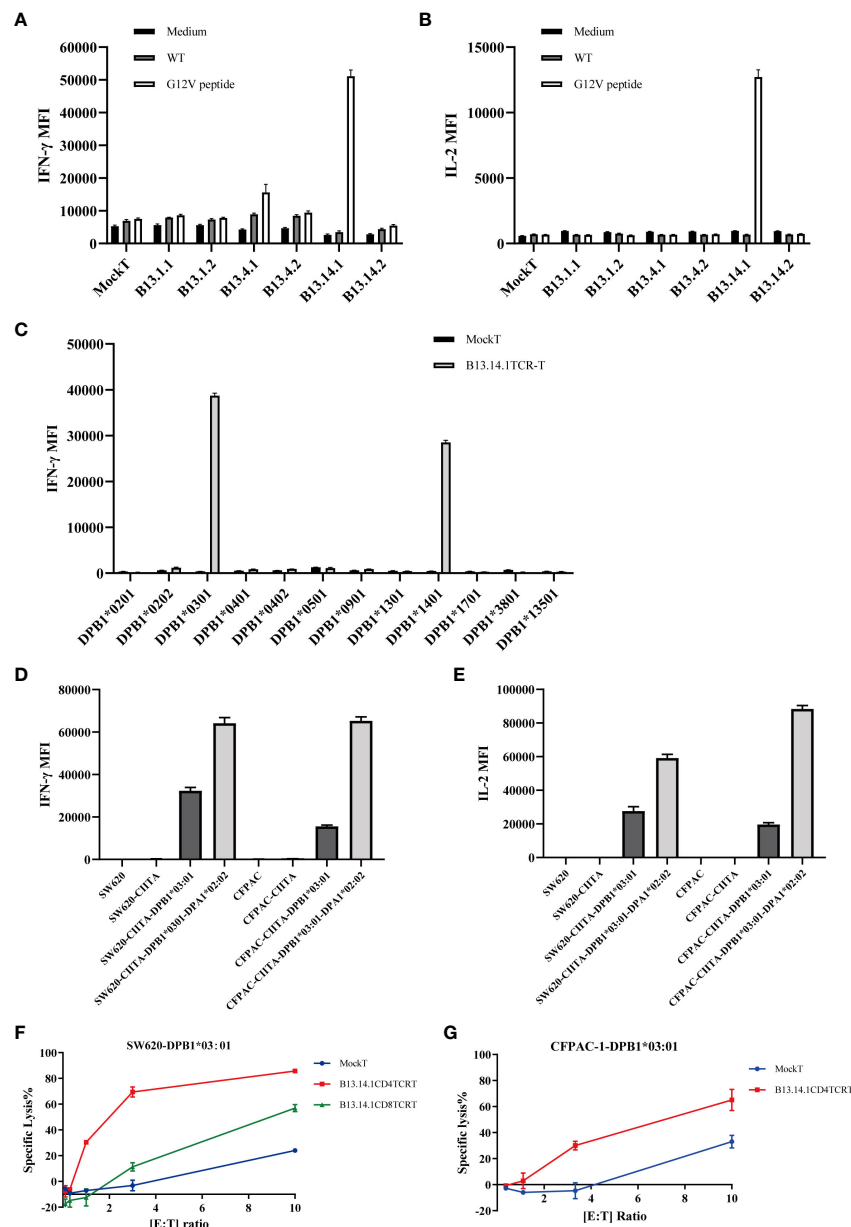 A
Medium
WT
G12V peptide
IFN-γ MFI
60000
50000
40000
30000
20000
10000
0
MockT
B13.1.1
B13.1.2
B13.4.1
B13.4.2
B13.14.1
B13.14.2
B
Medium
WT
G12V peptide
IL-2 MFI
15000
10000
5000
0
MockT
B13.1.1
B13.1.2
B13.4.1
B13.4.2
B13.14.1
B13.14.2
C
MockT
B13.14.1TCR-T
IFN-γ MFI
50000
40000
30000
20000
10000
0
DPB1*0201
DPB1*0202
DPB1*0301
DPB1*0401
DPB1*0402
DPB1*0501
DPB1*0901
DPB1*1301
DPB1*1401
DPB1*1701
DPB1*3801
DPB1*13501
D
IFN-γ MFI
80000
60000
40000
20000
0
SW620
SW620-CIITA
SW620-CIITA-DPB1*03:01
SW620-CIITA-DPB1*0301-DPA1*02:02
CFPAC
CFPAC-CIITA
CFPAC-CIITA-DPB1*03:01
CFPAC-CIITA-DPB1*03:01-DPA1*02:02
E
IL-2 MFI
100000
80000
60000
40000
20000
0
SW620
SW620-CIITA
SW620-CIITA-DPB1*03:01
SW620-CIITA-DPB1*03:01-DPA1*02:02
CFPAC
CFPAC-CIITA
CFPAC-CIITA-DPB1*03:01
CFPAC-CIITA-DPB1*03:01-DPA1*02:02
F
SW620-DPB1*03:01
MockT
B13.14.1CD4TCRT
B13.14.1CD8TCRT
Specific Lysis%
100
80
60
40
20
0
-20
2
4
6
8
10
[E:T] ratio
G
CFPAC-1-DPB1*03:01
MockT
B13.14.1CD4TCRT
Specific lysis%
100
80
60
40
20
0
-20
2
4
6
8
10
[E:T] Ratio